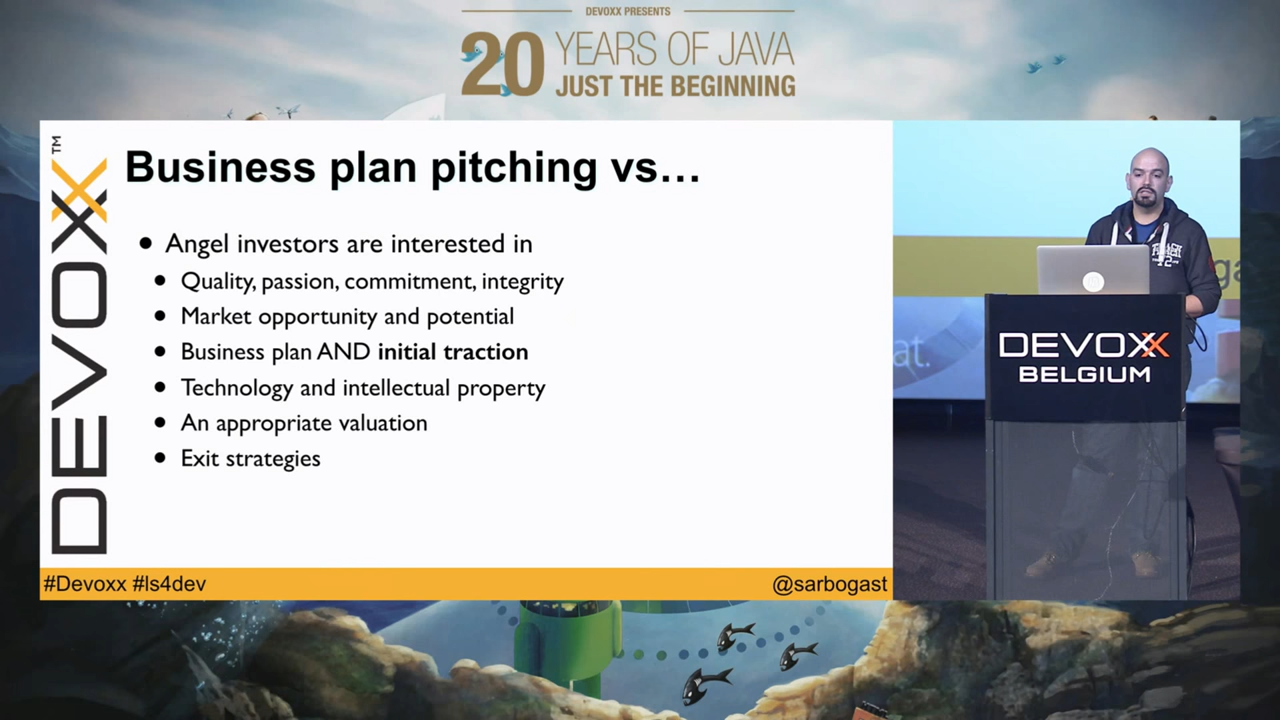 DEVOXX PRESENTS
20 YEARS OF JAVA
JUST THE BEGINNING
DEVOXX™
Business plan pitching vs…
• Angel investors are interested in
• Quality, passion, commitment, integrity
• Market opportunity and potential
• Business plan AND initial traction
• Technology and intellectual property
• An appropriate valuation
• Exit strategies
#Devoxx #ls4dev
@sarbogast
ga
at.
DEVOXX
BELGIUM